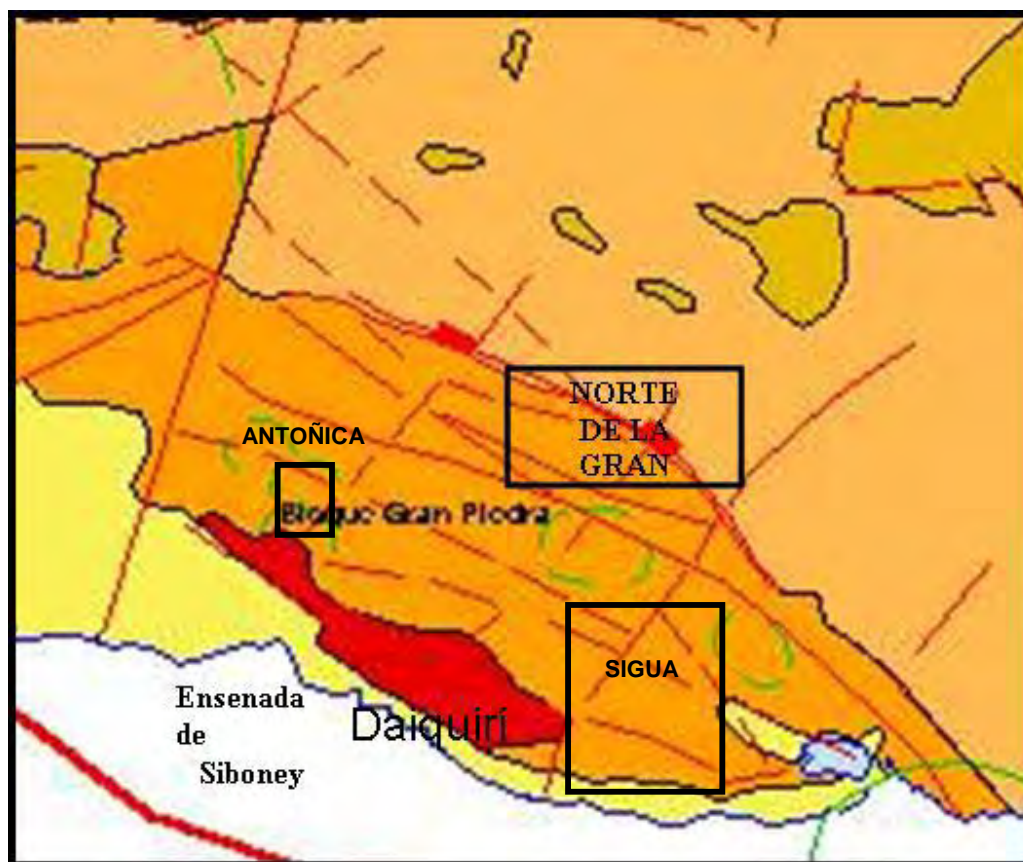 NORTE
DE LA
GRAN
ANTOÑICA
Bloque Gran Piedra
SIGUA
Ensenada
de
Siboney
Daiquirí